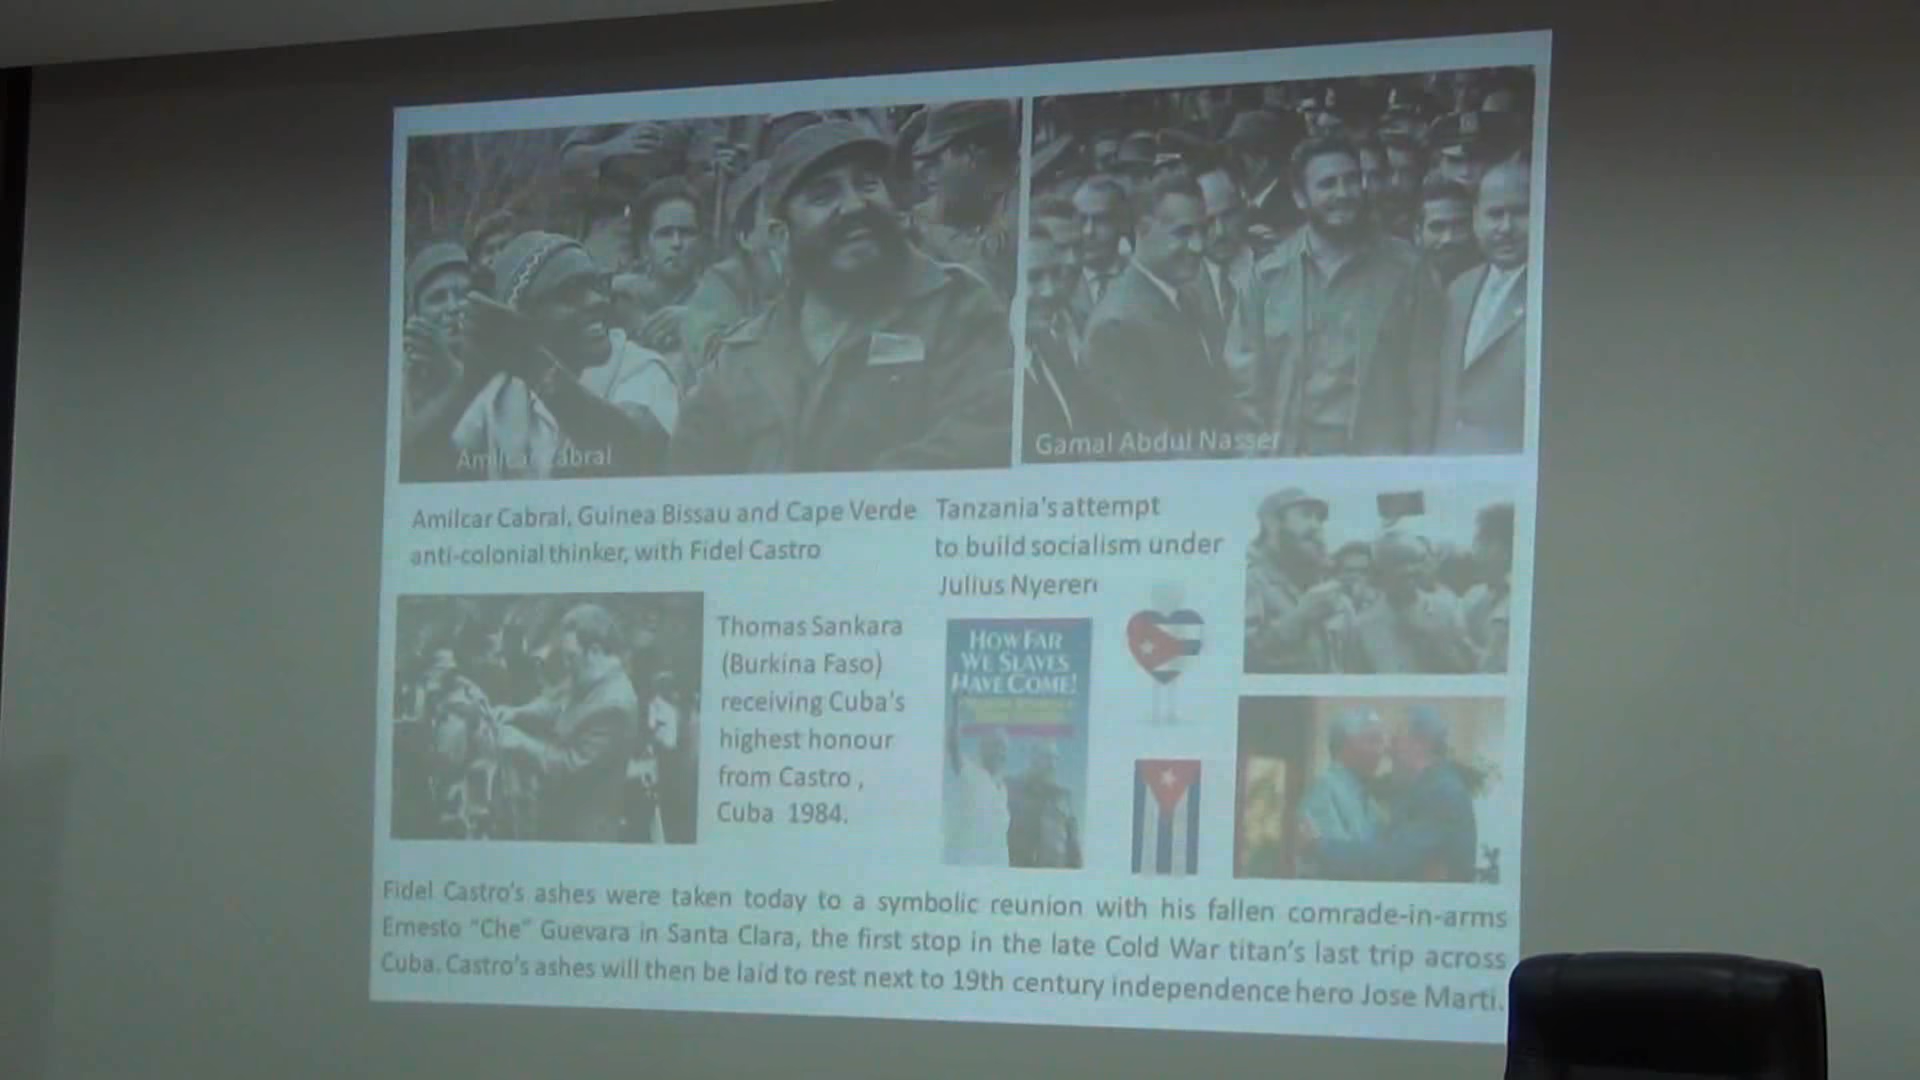 Amilcar Cabral
Gamal Abdul Nasser
Amilcar Cabral, Guinea Bissau and Cape Verde
anti-colonial thinker, with Fidel Castro
Tanzania's attempt
to build socialism under
Julius Nyerere
Thomas Sankara
(Burkina Faso)
receiving Cuba's
highest honour
from Castro ,
Cuba 1984.
HOW FAR
WE SLAVES
HAVE COME!
Fidel Castro's ashes were taken today to a symbolic reunion with his fallen comrade-in-arms
Ernesto "Che" Guevara in Santa Clara, the first stop in the late Cold War titan's last trip across
Cuba. Castro's ashes will then be laid to rest next to 19th century independence hero Jose Marti.